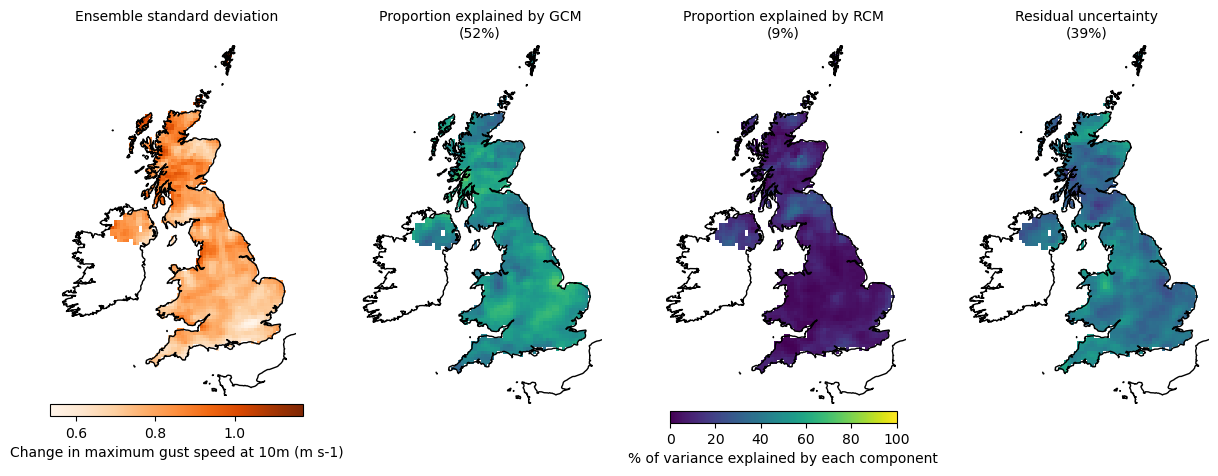 Ensemble standard deviation
Proportion explained by GCM
(52%)
Proportion explained by RCM
(9%)
Residual uncertainty
(39%)
0.6 0.8 1.0
Change in maximum gust speed at 10m (m s-1)
0 20 40 60 80 100
% of variance explained by each component